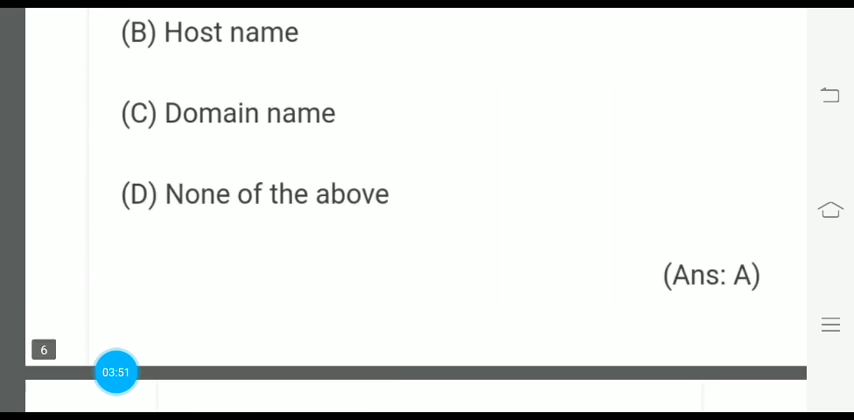 (B) Host name
(C) Domain name
(D) None of the above
(Ans: A)
6
03:51